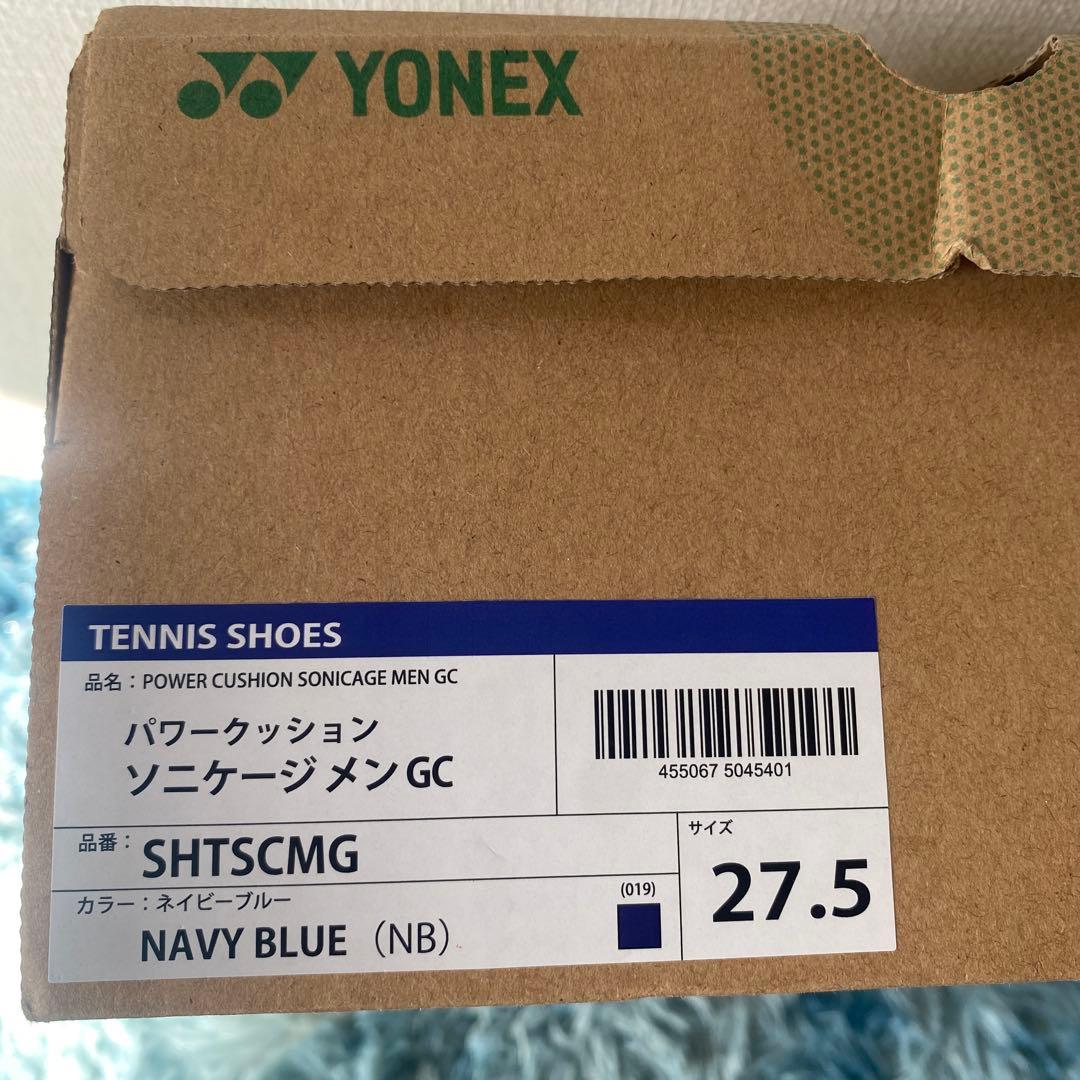 YONEX
TENNIS SHOES
品名：POWER CUSHION SONICAGE MEN GC
パワークッション
ソニケージ メン GC
455067 5045401
品番： SHTSCMG
カラー：ネイビーブルー
NAVY BLUE （NB）
(019)
サイズ
27.5